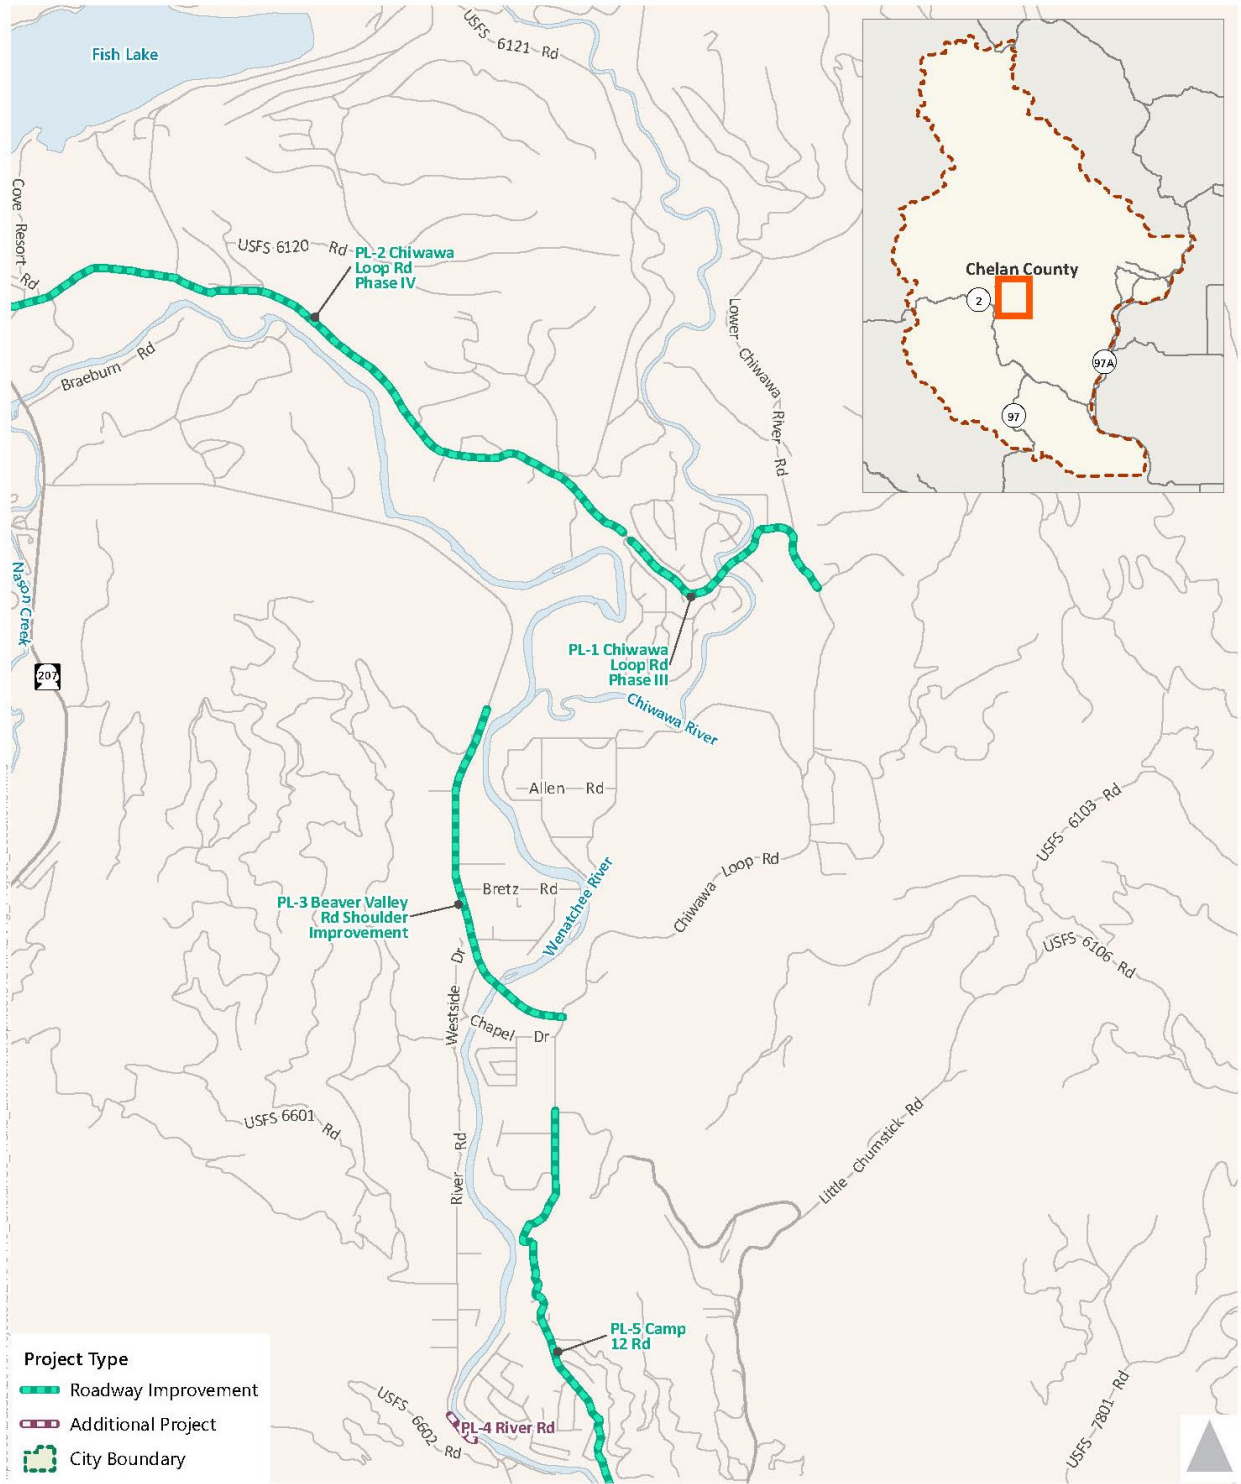 Fish Lake
USFS 6121 Rd
Cove Resort Rd
USFS 6120 Rd
PL-2 Chiwawa
Loop Rd
Phase IV
Braeburn Rd
Lower Chiwawa River Rd
Chelan County
2
97A
97
Nason Creek
207
PL-1 Chiwawa
Loop Rd
Phase III
Chiwawa River
Allen Rd
USFS 6103 Rd
Chiwawa Loop Rd
Bretz Rd
Wenatchee River
PL-3 Beaver Valley
Rd Shoulder
Improvement
USFS 6106 Rd
Westside Dr
Chapel Dr
USFS 6601 Rd
River Rd
Little Chumstick Rd
PL-5 Camp
12 Rd
USFS 6602 Rd
PL-4 River Rd
USFS 7801 Rd
Project Type
Roadway Improvement
Additional Project
City Boundary